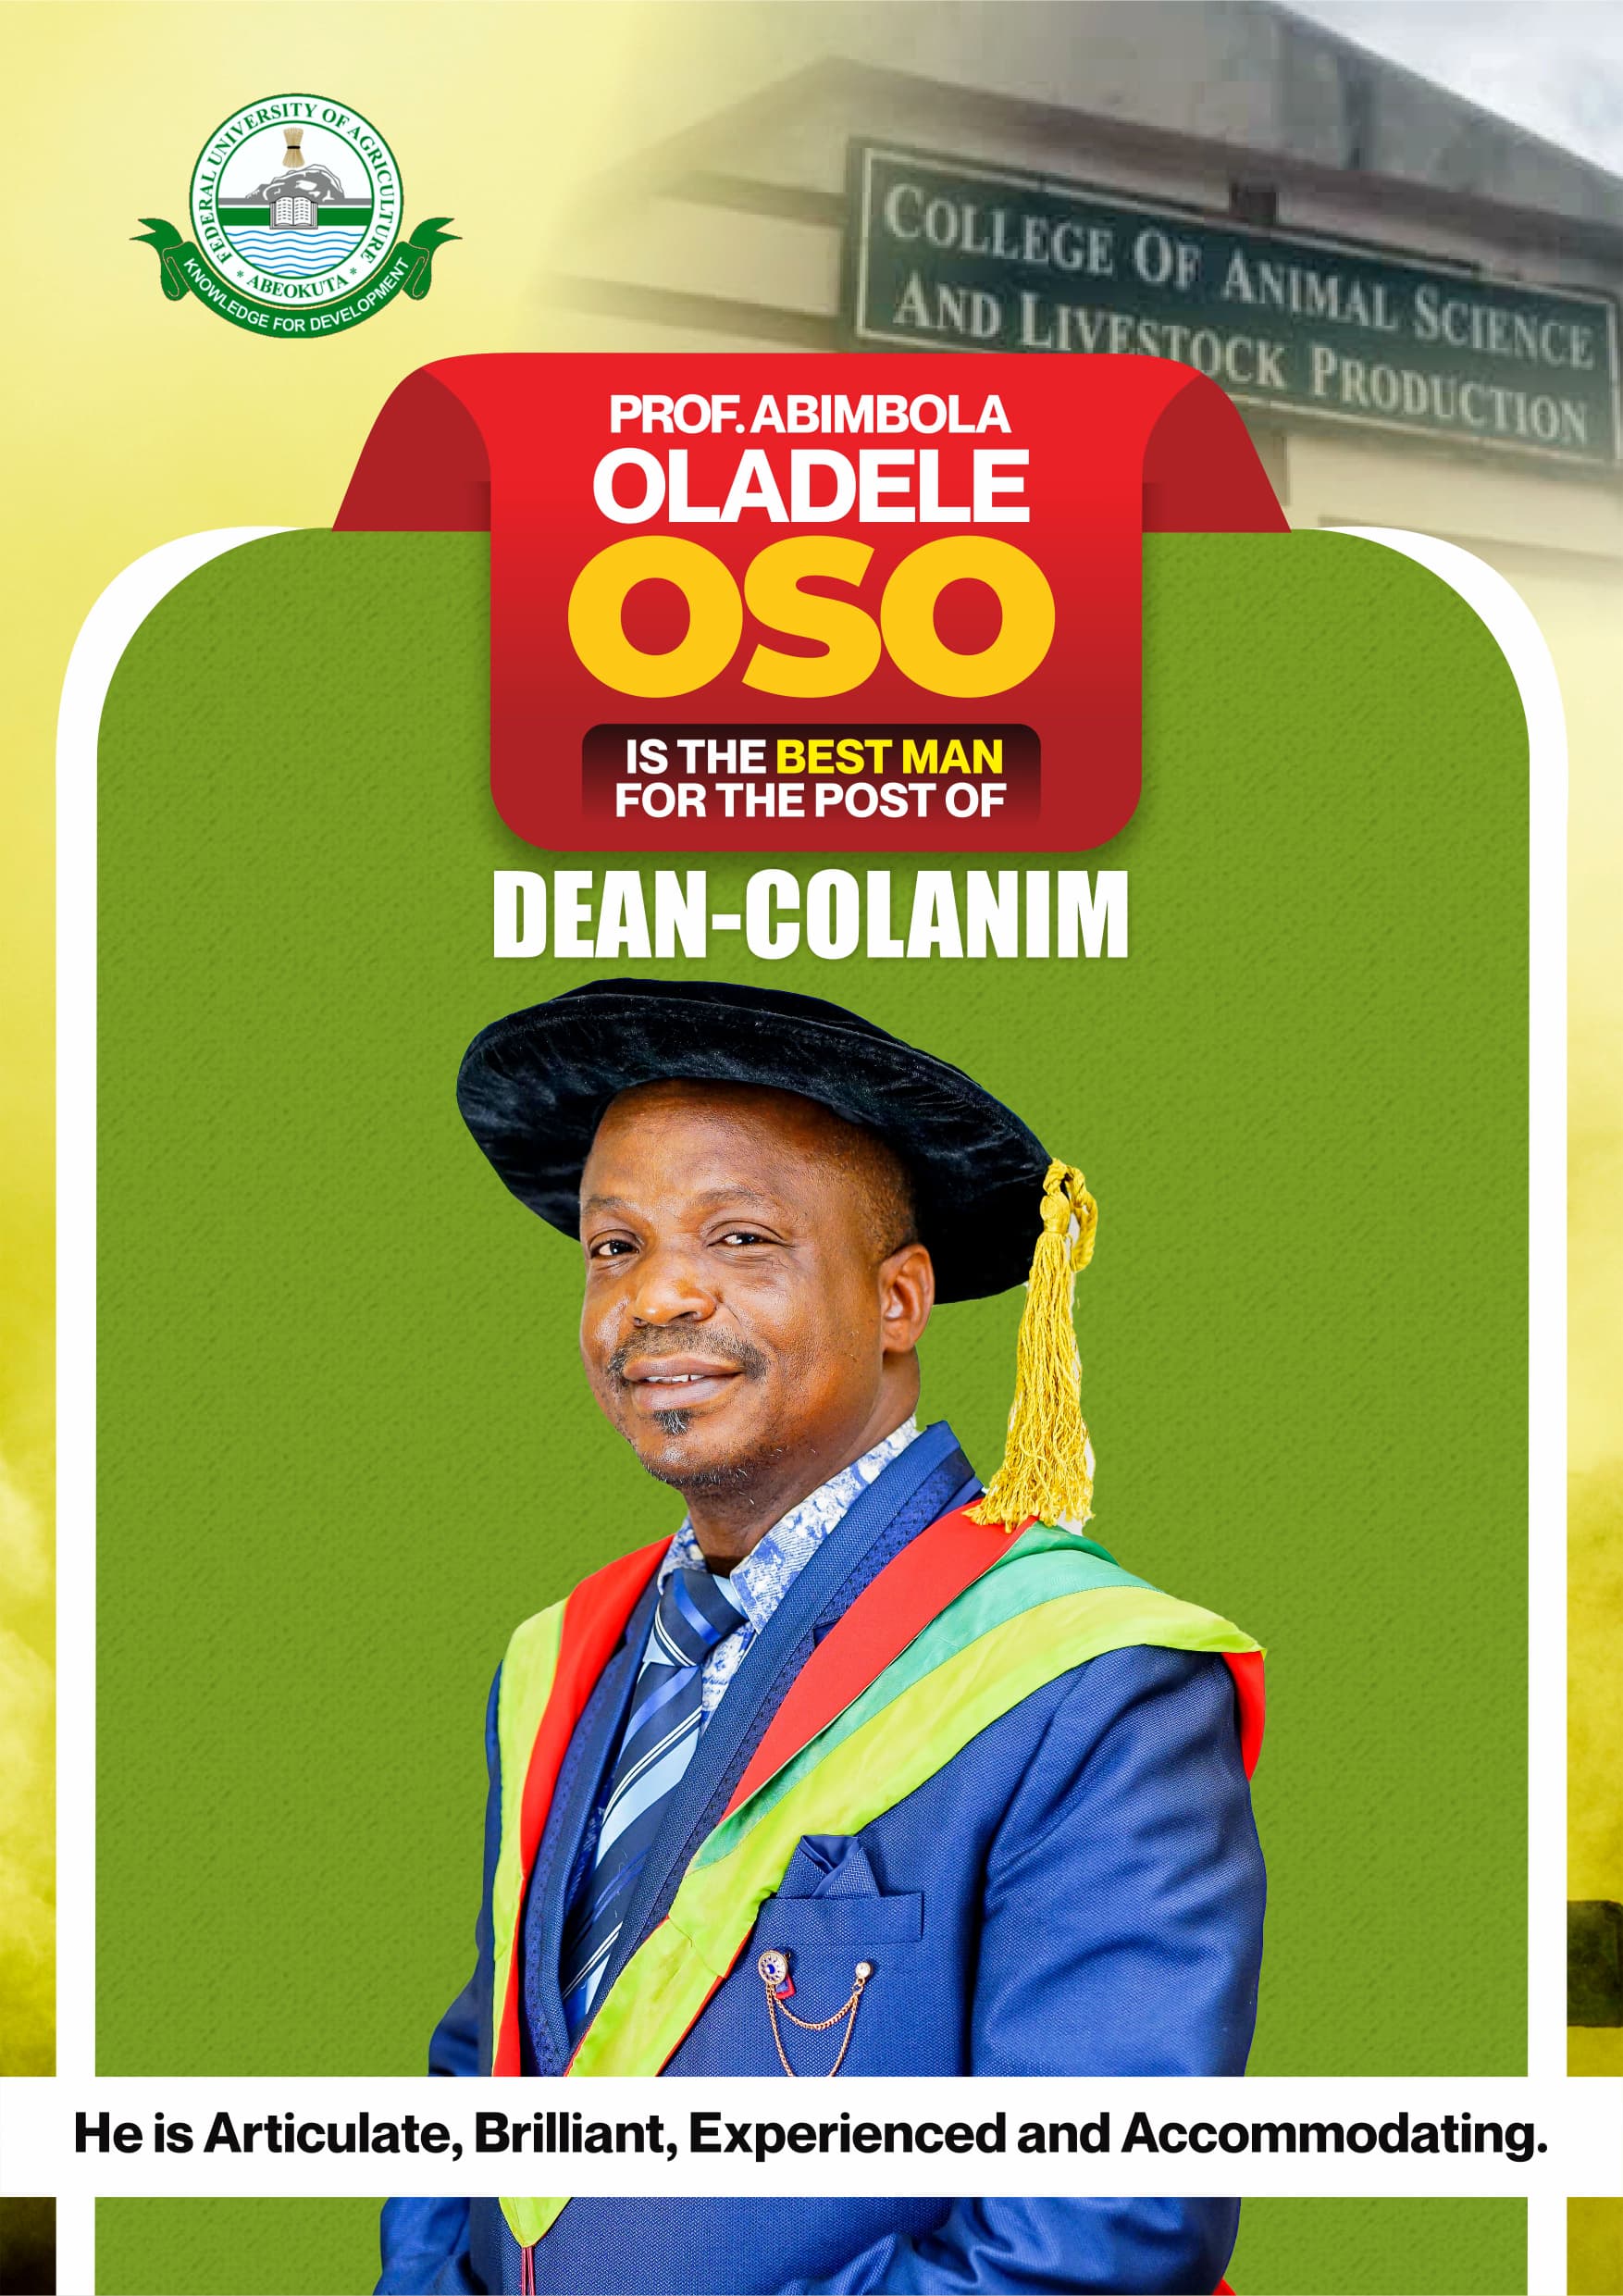 FEDERAL UNIVERSITY OF AGRICULTURE
* ABEOKUTA *
KNOWLEDGE FOR DEVELOPMENT
COLLEGE OF ANIMAL SCIENCE
AND LIVESTOCK PRODUCTION
PROF. ABIMBOLA
OLADELE
OSO
IS THE BEST MAN
FOR THE POST OF
DEAN-COLANIM
He is Articulate, Brilliant, Experienced and Accommodating.